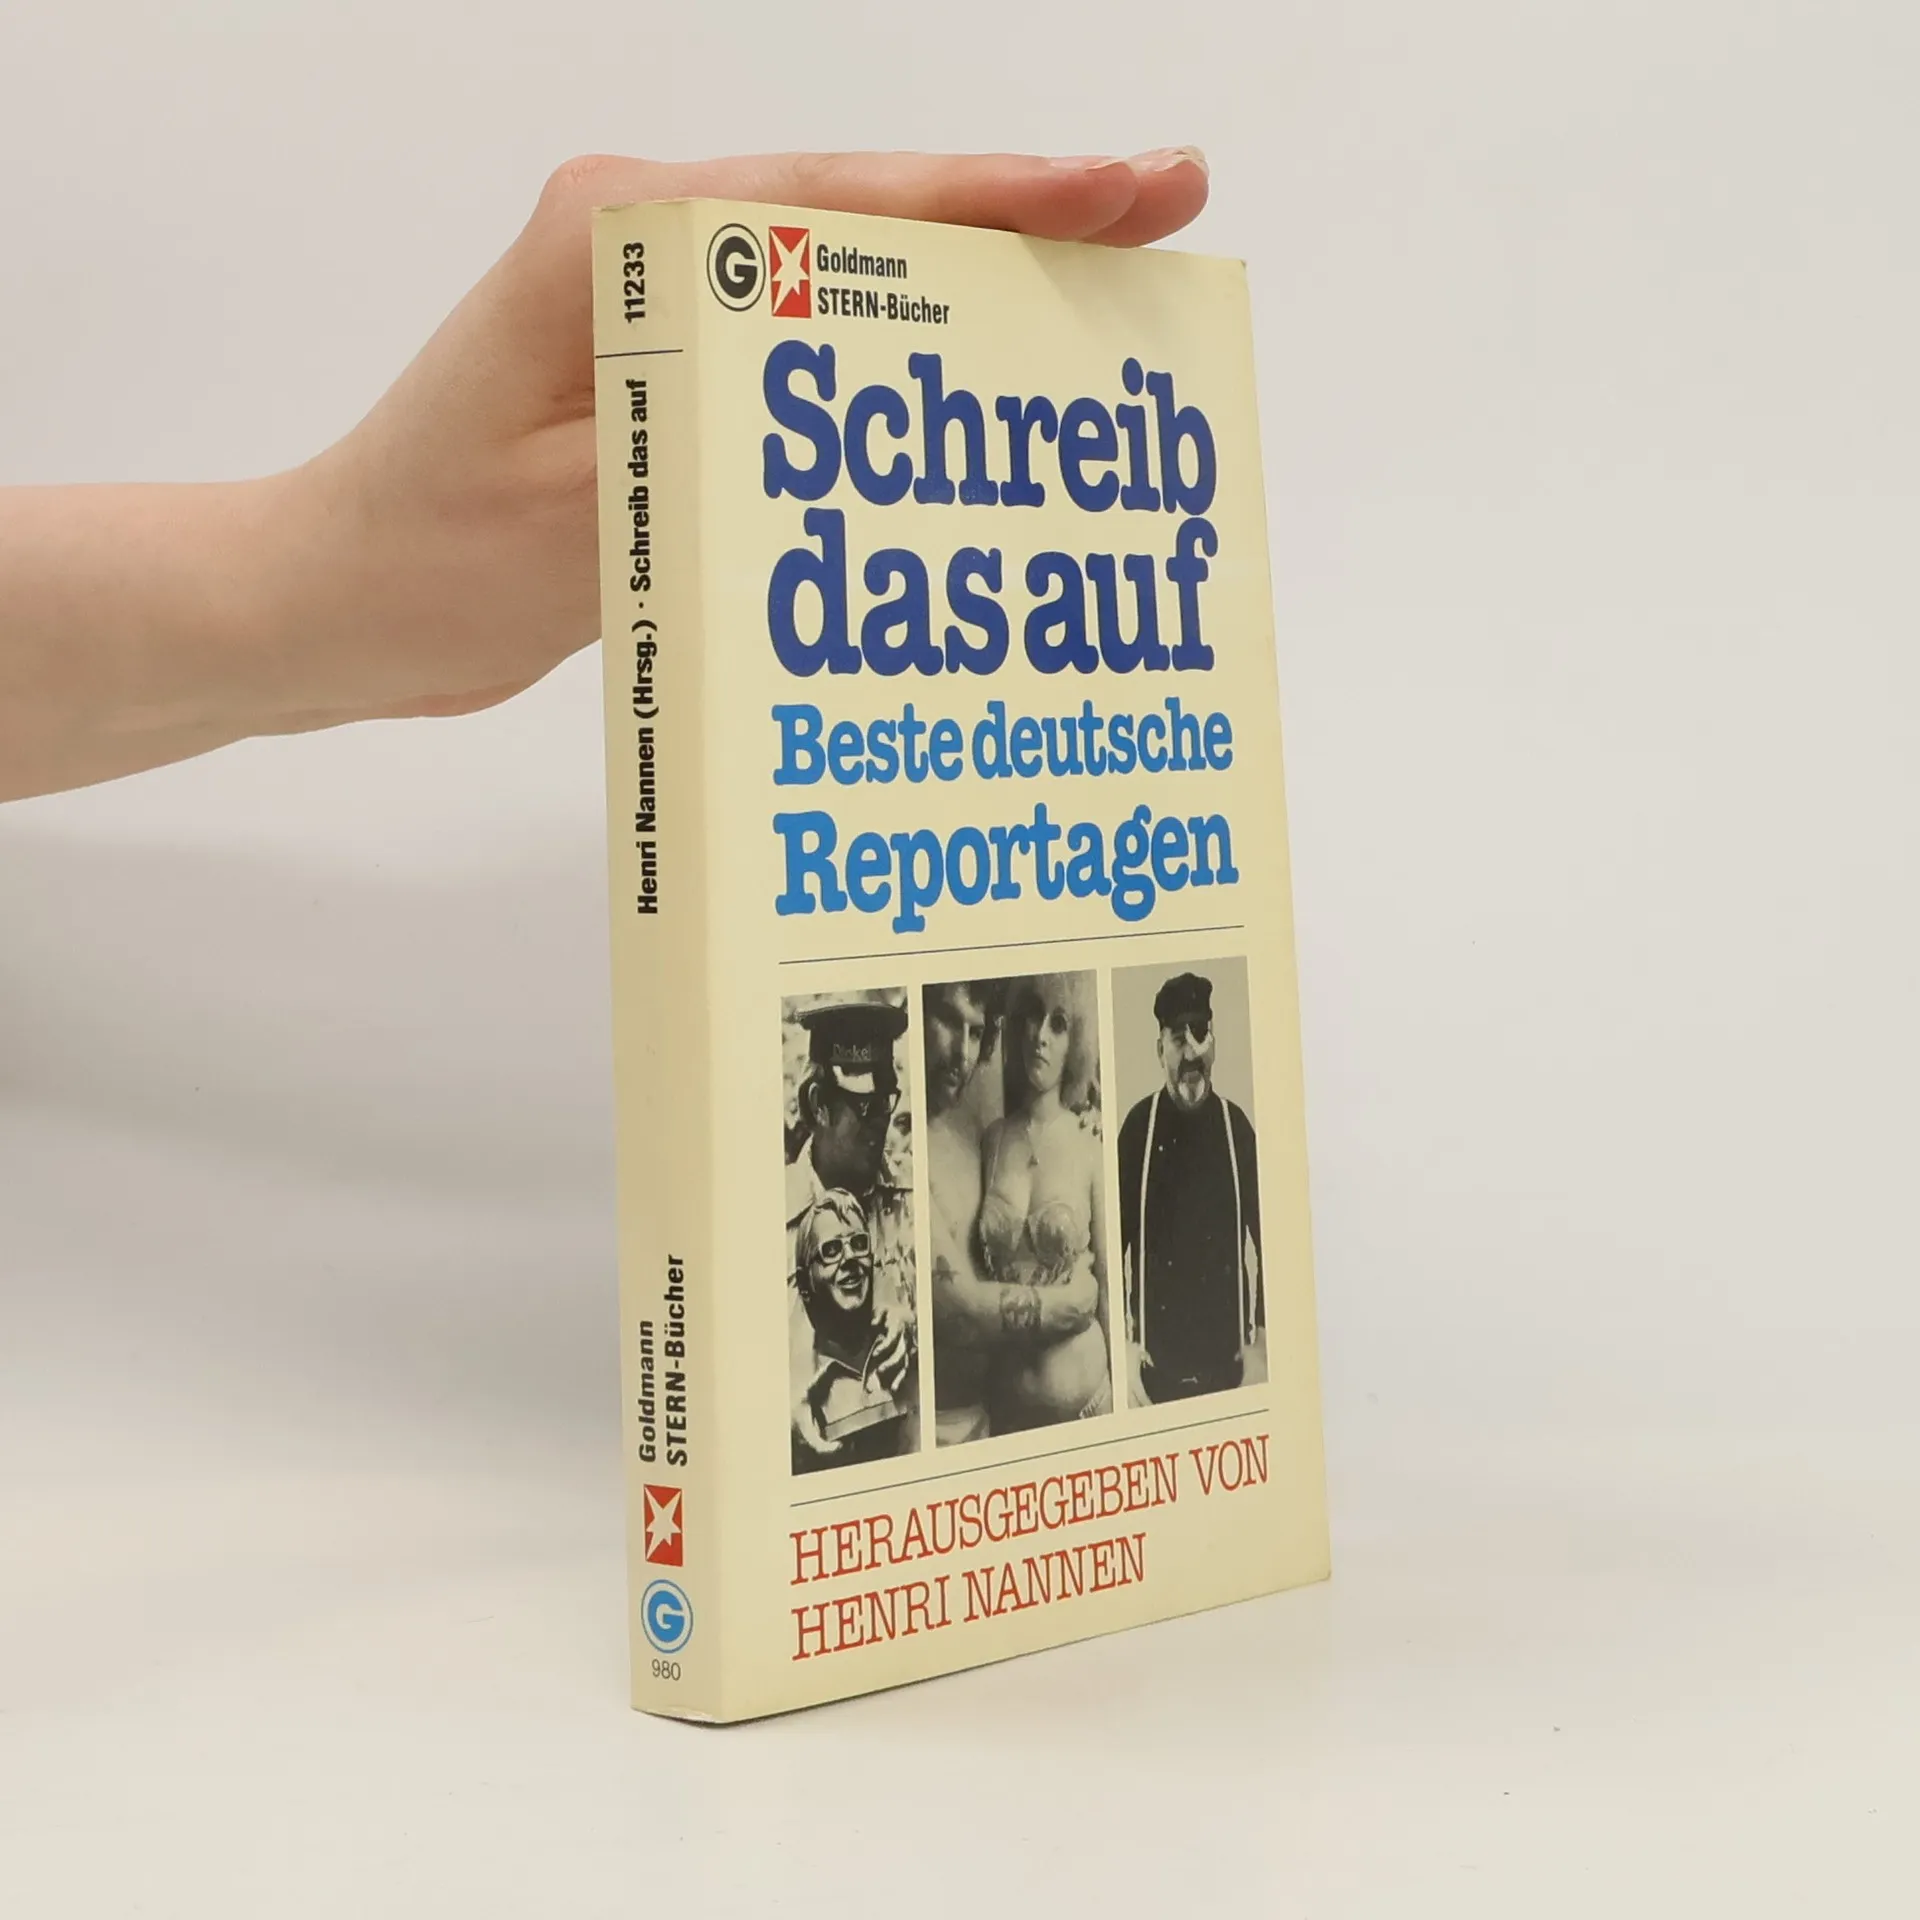 11233
Henri Nannen (Hrsg.) · Schreib das auf
Goldmann
STERN-Bücher
G
980
G
Goldmann
STERN-Bücher
Schreib
das auf
Beste deutsche
Reportagen
Dinkel
HERAUSGEGEBEN VON
HENRI NANNEN